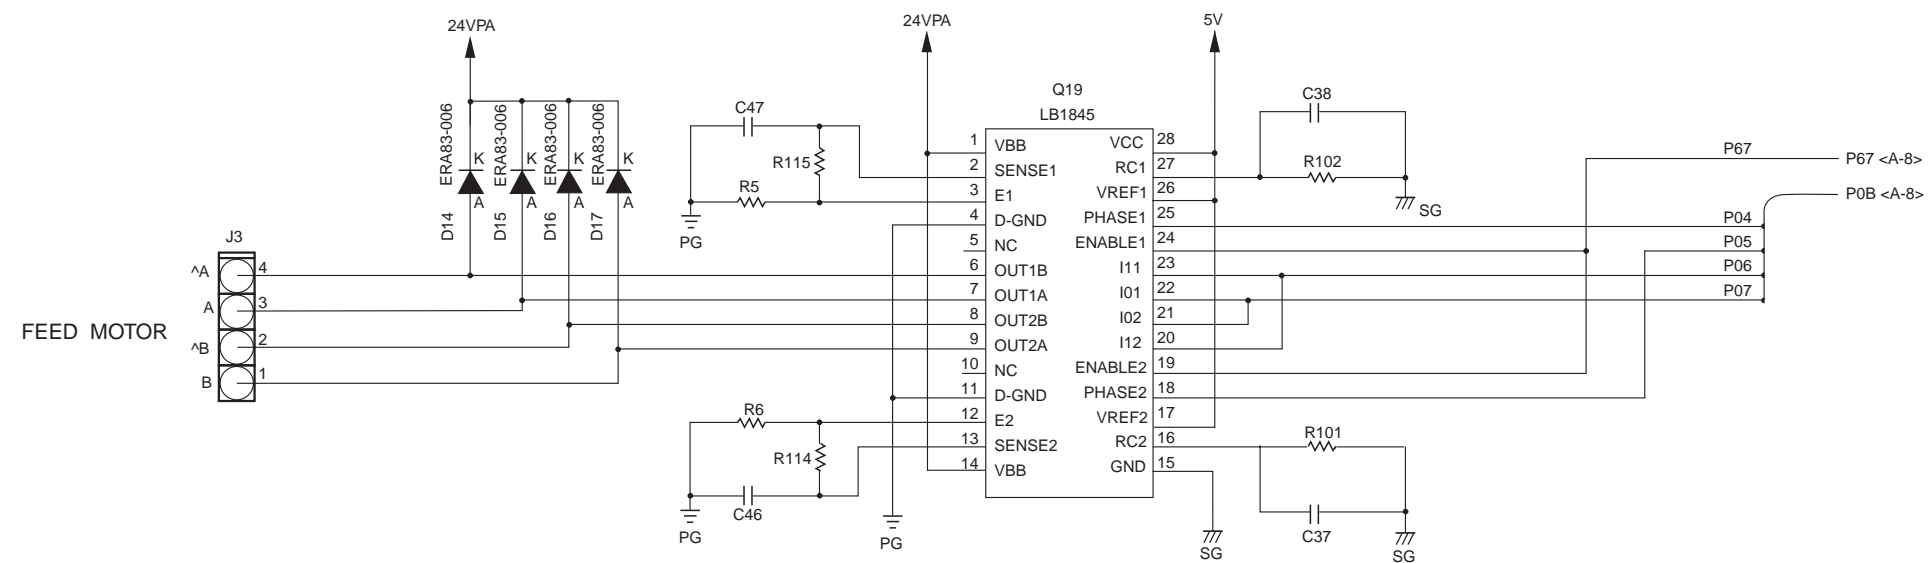 24VPA
24VPA
5V
ERA83-006
ERA83-006
ERA83-006
ERA83-006
K
K
K
K
A
A
A
A
D14
D15
D16
D17
J3
^A
4
A
3
^B
2
B
1
FEED MOTOR
C47
R115
R5
PG
R6
R114
C46
PG
PG
Q19
LB1845
1 VBB
2 SENSE1
3 E1
4 D-GND
5 NC
6 OUT1B
7 OUT1A
8 OUT2B
9 OUT2A
10 NC
11 D-GND
12 E2
13 SENSE2
14 VBB
VCC 28
RC1 27
VREF1 26
PHASE1 25
ENABLE1 24
I11 23
I01 22
I02 21
I12 20
ENABLE2 19
PHASE2 18
VREF2 17
RC2 16
GND 15
C38
R102
SG
R101
C37
SG
SG
P67
P67 <A-8>
P0B <A-8>
P04
P05
P06
P07